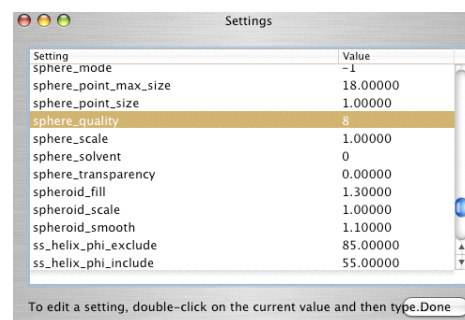 Settings
Setting Value
sphere_mode -1
sphere_point_max_size 18.00000
sphere_point_size 1.00000
sphere_quality 8
sphere_scale 1.00000
sphere_solvent 0
sphere_transparency 0.00000
spheroid_fill 1.30000
spheroid_scale 1.00000
spheroid_smooth 1.10000
ss_helix_phi_exclude 85.00000
ss_helix_phi_include 55.00000
To edit a setting, double-click on the current value and then type. Done